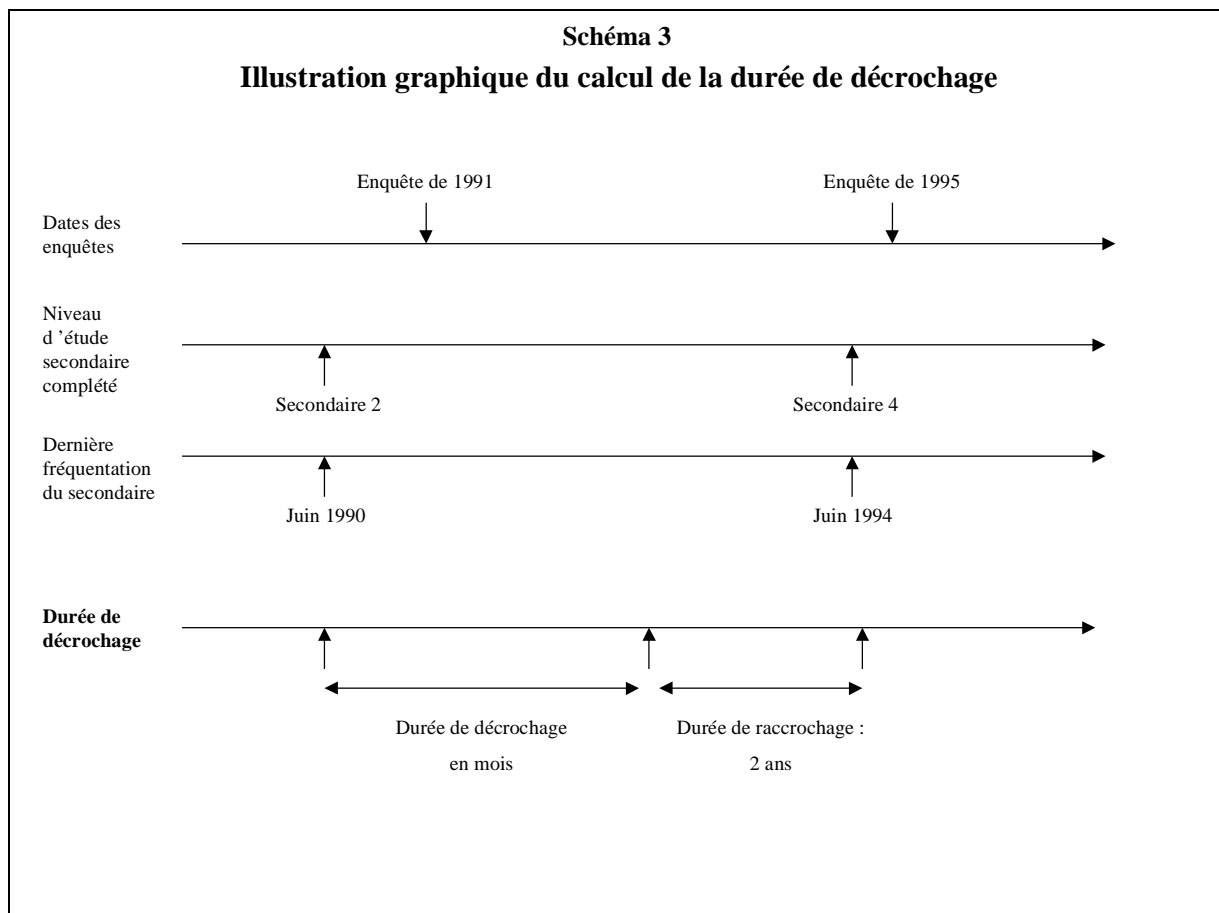 Schéma 3
Illustration graphique du calcul de la durée de décrochage
Enquête de 1991
Enquête de 1995
Dates des
enquêtes
Niveau
d ’étude
secondaire
complété
Secondaire 2
Secondaire 4
Dernière
fréquentation
du secondaire
Juin 1990
Juin 1994
Durée de
décrochage
Durée de décrochage
en mois
Durée de raccrochage :
2 ans